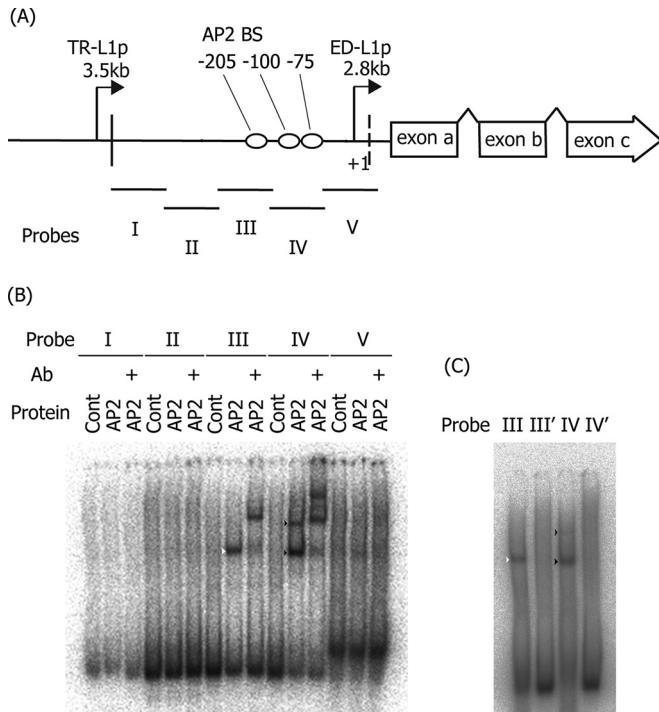 (A)
AP2 BS
TR-L1p
3.5kb
-205 -100 -75
ED-L1p
2.8kb
+1
exon a
exon b
exon c
Probes
I
II
III
IV
V
(B)
Probe I II III IV V
Ab + + + + +
Protein Cont AP2 AP2 Cont AP2 AP2 Cont AP2 AP2 Cont AP2 AP2 Cont AP2 AP2
(C)
Probe III III′ IV IV′